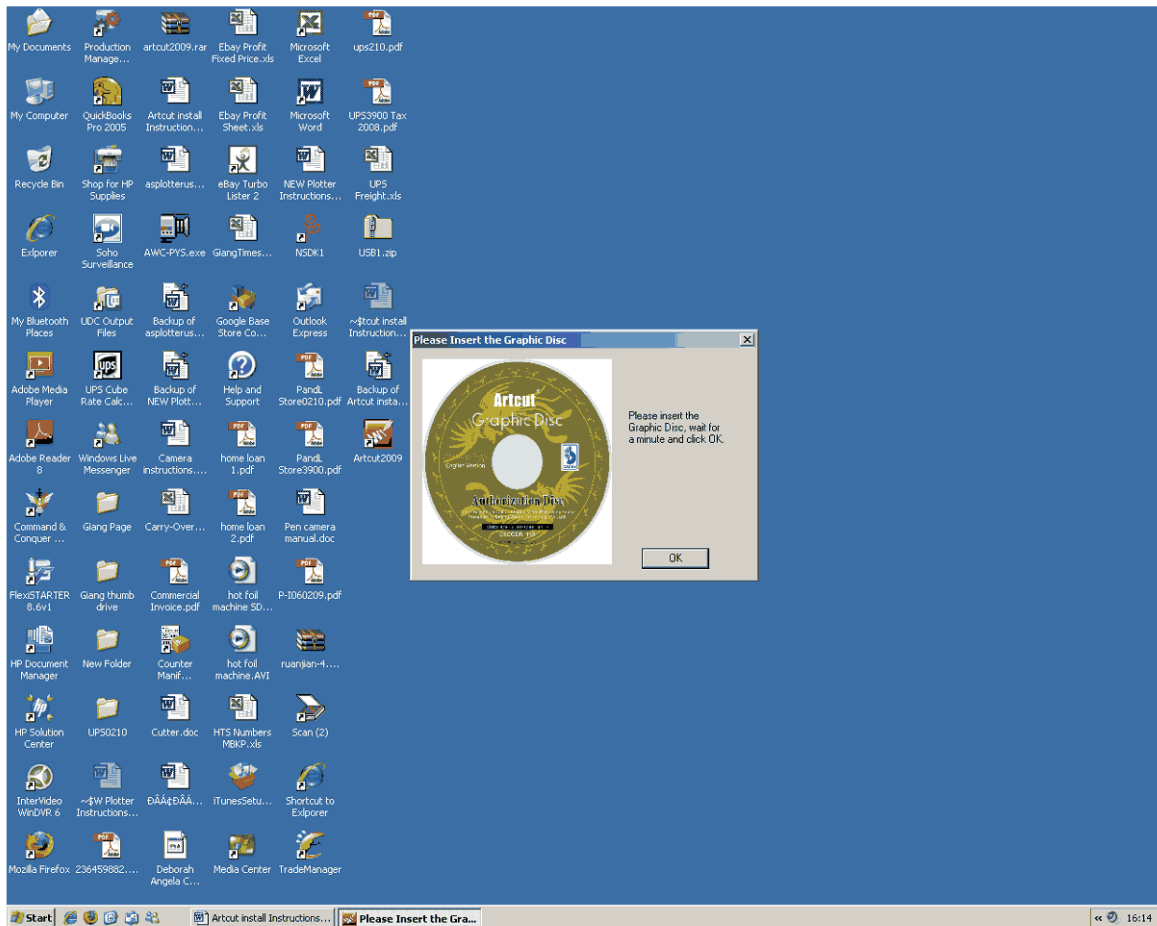 My Documents
Production
Manage...
artcut2009.rar
Ebay Profit
Fixed Price.xls
Microsoft
Excel
ups210.pdf
My Computer
QuickBooks
Pro 2005
Artcut install
Instruction...
Ebay Profit
Sheet.xls
Microsoft
Word
UPS3900 Tax
2008.pdf
Recycle Bin
Shop for HP
Supplies
asplotterus...
eBay Turbo
Lister 2
NEW Plotter
Instructions...
UPS
Freight.xls
Exlporer
Soho
Surveillance
AWC-PYS.exe
GiangTimes...
NSDK1
USB1.zip
My Bluetooth
Places
UDC Output
Files
Backup of
asplotterus...
Google Base
Store Co...
Outlook
Express
~$tcut install
Instruction...
Adobe Media
Player
UPS Cube
Rate Calc...
Backup of
NEW Plott...
Help and
Support
PandL
Store0210.pdf
Backup of
Artcut insta...
Adobe Reader
8
Windows Live
Messenger
Camera
instructions....
home loan
1.pdf
PandL
Store3900.pdf
Artcut2009
Command &
Conquer ...
Giang Page
Carry-Over...
home loan
2.pdf
Pen camera
manual.doc
FlexiSTARTER
8.6v1
Giang thumb
drive
Commercial
Invoice.pdf
hot foil
machine SD...
P-I060209.pdf
HP Document
Manager
New Folder
Counter
Manif...
hot foil
machine.AVI
ruanjian-4....
HP Solution
Center
UPS0210
Cutter.doc
HTS Numbers
MBKP.xls
Scan (2)
InterVideo
WinDVR 6
~$W Plotter
Instructions...
ÐÂÁ¢ÐÂÁ...
iTunesSetu...
Shortcut to
Exlporer
Mozilla Firefox
236459882....
Deborah
Angela C...
Media Center
TradeManager
Please Insert the Graphic Disc
Artcut
Graphic Disc
English Version
Authorization Disc
Please insert the
Graphic Disc, wait for
a minute and click OK.
OK
Start
Artcut install Instructions...
Please Insert the Gra...
16:14